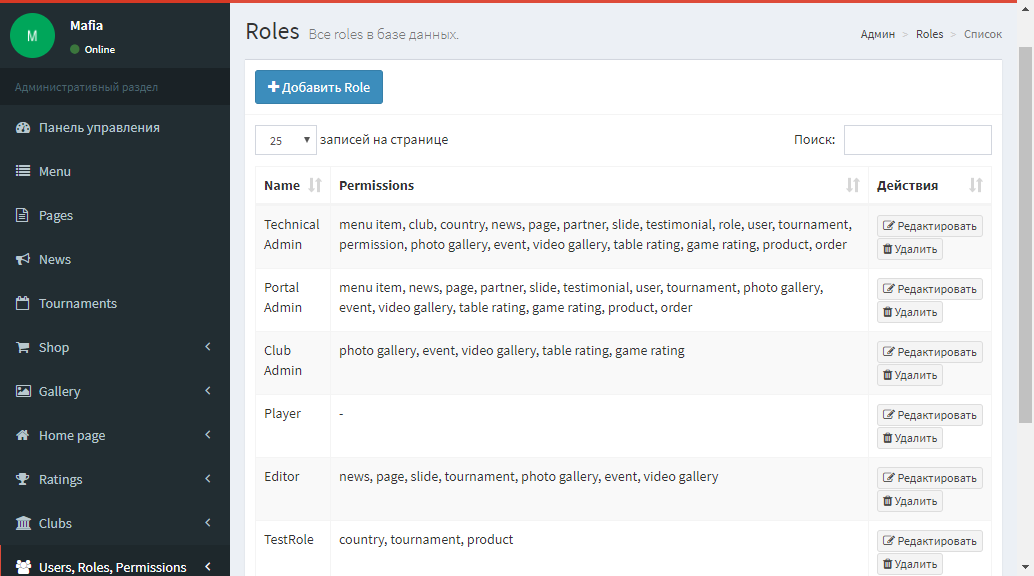 M
Mafia
Online
Административный раздел
Панель управления
Menu
Pages
News
Tournaments
Shop
Gallery
Home page
Ratings
Clubs
Users, Roles, Permissions
Roles Все roles в базе данных.
Админ > Roles > Список
Добавить Role
25 записей на странице
Поиск:
Name Permissions Действия
Technical
Admin
menu item, club, country, news, page, partner, slide, testimonial, role, user, tournament,
permission, photo gallery, event, video gallery, table rating, game rating, product, order
Редактировать
Удалить
Portal
Admin
menu item, news, page, partner, slide, testimonial, user, tournament, photo gallery,
event, video gallery, table rating, game rating, product, order
Редактировать
Удалить
Club
Admin
photo gallery, event, video gallery, table rating, game rating
Редактировать
Удалить
Player
-
Редактировать
Удалить
Editor
news, page, slide, tournament, photo gallery, event, video gallery
Редактировать
Удалить
TestRole
country, tournament, product
Редактировать
Удалить